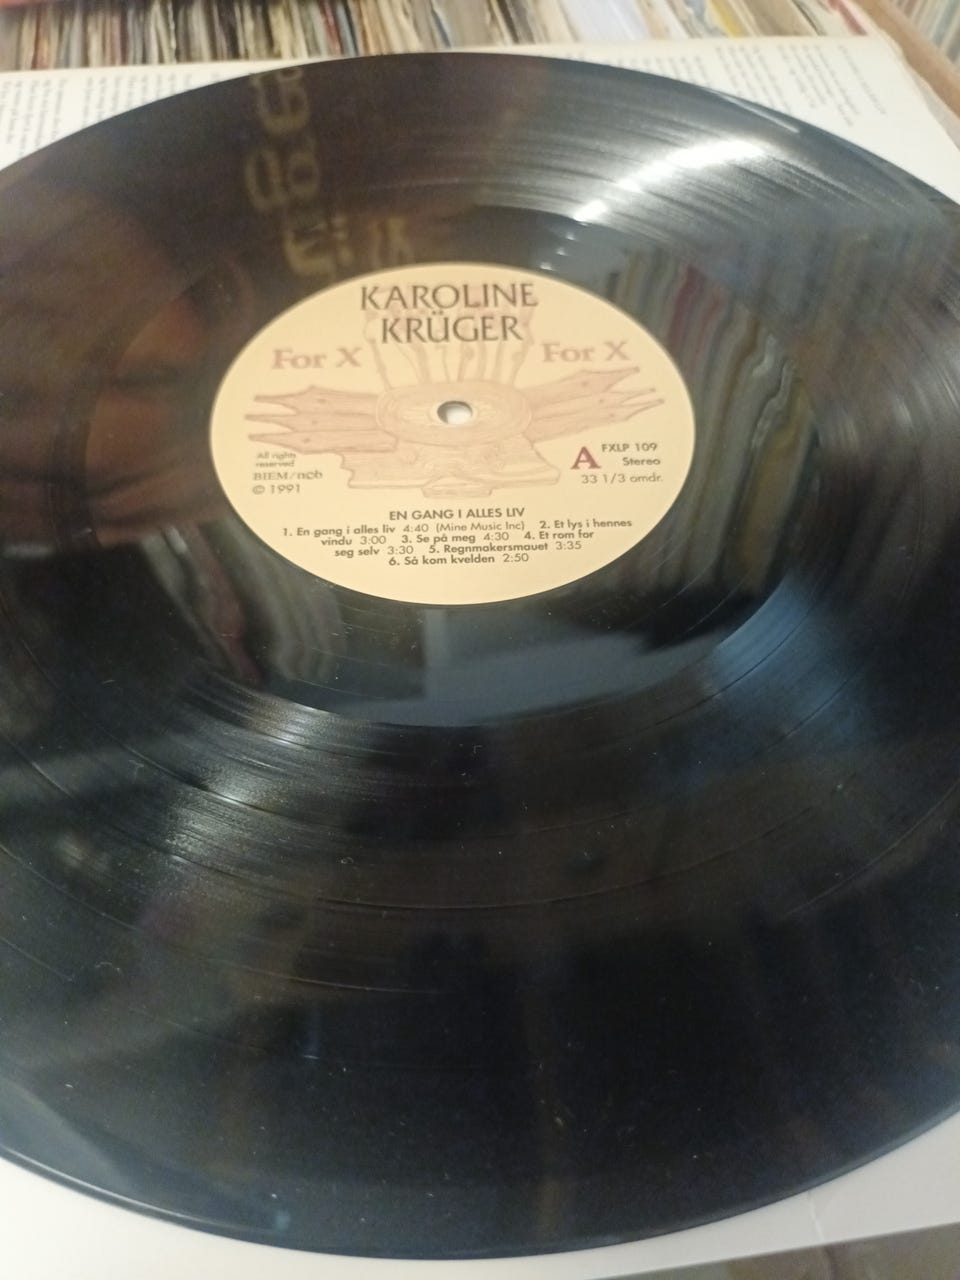 KAROLINE
KRÜGER
For X
For X
All rights
reserved
BIEM/ncb
© 1991
A
FXLP 109
Stereo
33 1/3 omdr.
EN GANG I ALLES LIV
1. En gang i alles liv 4:40 (Mine Music Inc) 2. Et lys i hennes
vindu 3:00 3. Se på meg 4:30 4. Et rom for
seg selv 3:30 5. Regnmakersmauet 3:35
6. Så kom kvelden 2:50